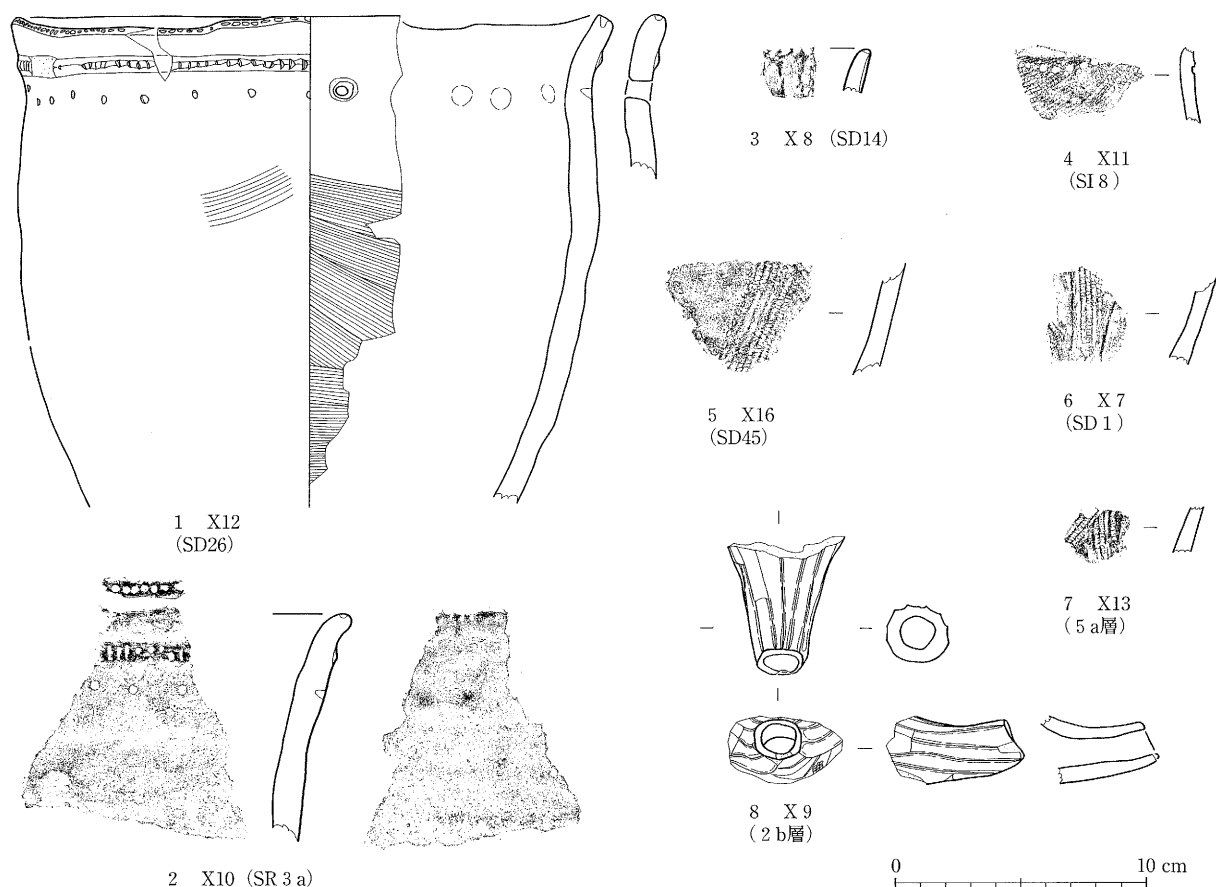 1 X12
(SD26)
2 X10 (SR 3 a)
3 X 8 (SD14)
4 X11
(SI 8)
5 X16
(SD45)
6 X 7
(SD 1)
7 X13
(5 a層)
8 X 9
(2 b層)
0 10 cm